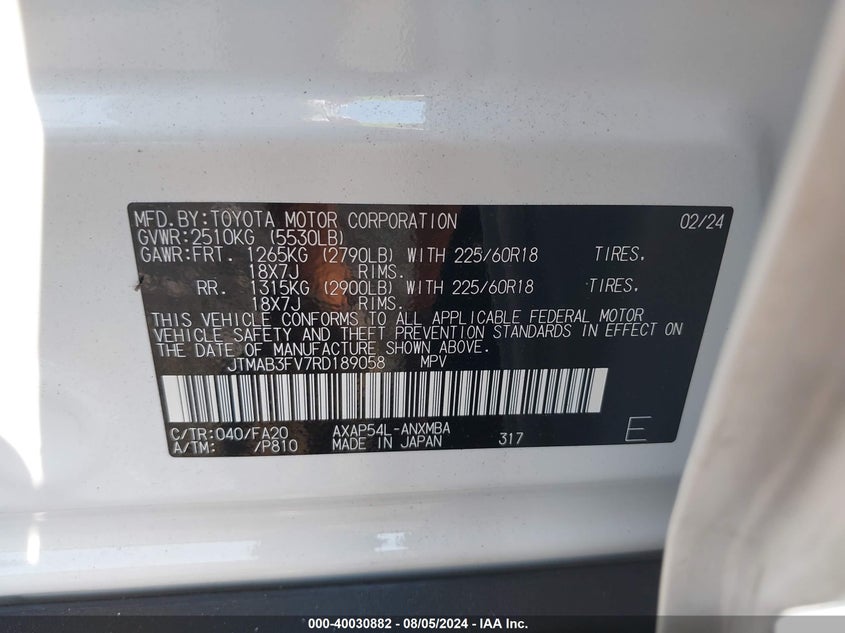 MFD.BY:TOYOTA MOTOR CORPORATION 02/24
GVWR:2510KG (5530LB)
GAWR:FRT. 1265KG (2790LB) WITH 225/60R18 TIRES.
18X7J RIMS.
RR. 1315KG (2900LB) WITH 225/60R18 TIRES.
18X7J RIMS.
THIS VEHICLE CONFORMS TO ALL APPLICABLE FEDERAL MOTOR
VEHICLE SAFETY AND THEFT PREVENTION STANDARDS IN EFFECT ON
THE DATE OF MANUFACTURE SHOWN ABOVE.
JTMAB3FV7RD189058 MPV
C/TR:040/FA20 AXAP54L-ANXMBA
A/TM: /P810 MADE IN JAPAN 317 E
000-40030882 - 08/05/2024 - IAA Inc.